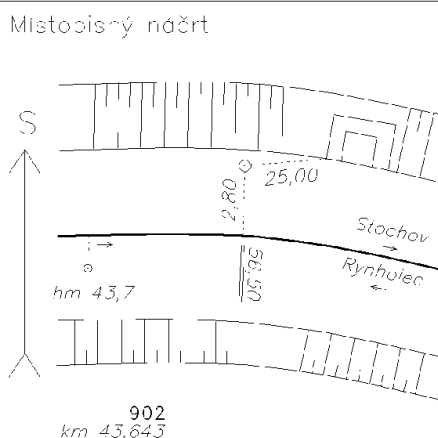 Místopisný náčrt
S
25,00
2,80
Stochov
Rynholec
56,50
hm 43,7
902
km 43,643